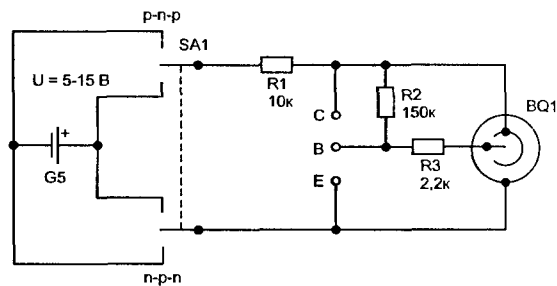 p-n-p
SA1
U = 5-15 В
R1
10к
C
R2
150к
BQ1
+
B
G5
R3
2,2к
E
n-p-n